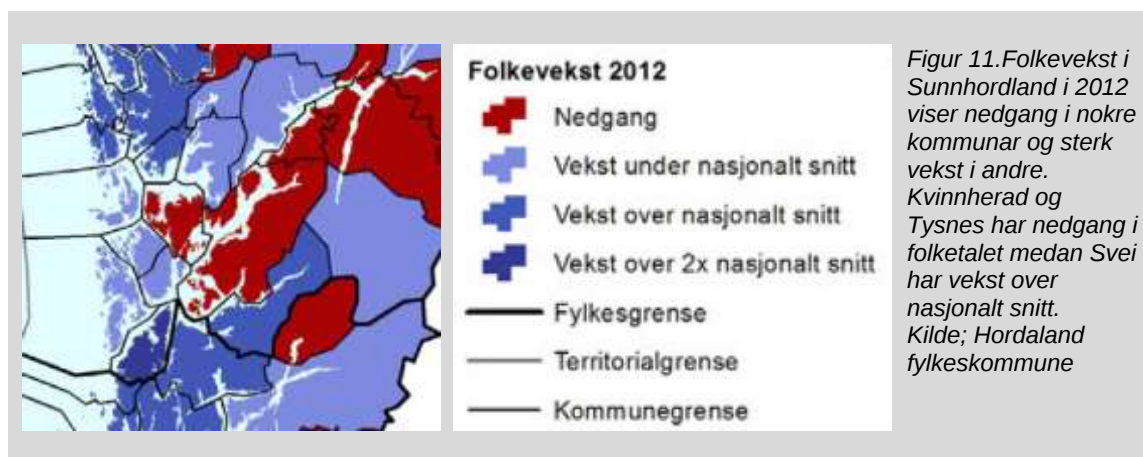 Folkevekst 2012
Nedgang
Vekst under nasjonalt snitt
Vekst over nasjonalt snitt
Vekst over 2x nasjonalt snitt
Fylkesgrense
Territorialgrense
Kommunegrense
Figur 11.Folkevekst i
Sunnhordland i 2012
viser nedgang i nokre
kommunar og sterk
vekst i andre.
Kvinnherad og
Tysnes har nedgang i
folketalet medan Svei
har vekst over
nasjonalt snitt.
Kilde; Hordaland
fylkeskommune